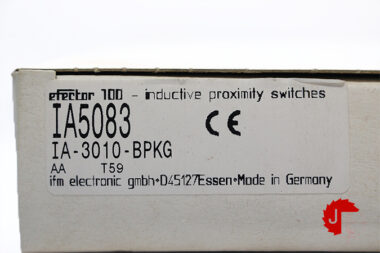 efector 100 - inductive proximity switches
IA5083
CE
IA-3010-BPKG
AA T59
ifm electronic gmbh•D45127Essen•Made in Germany
J